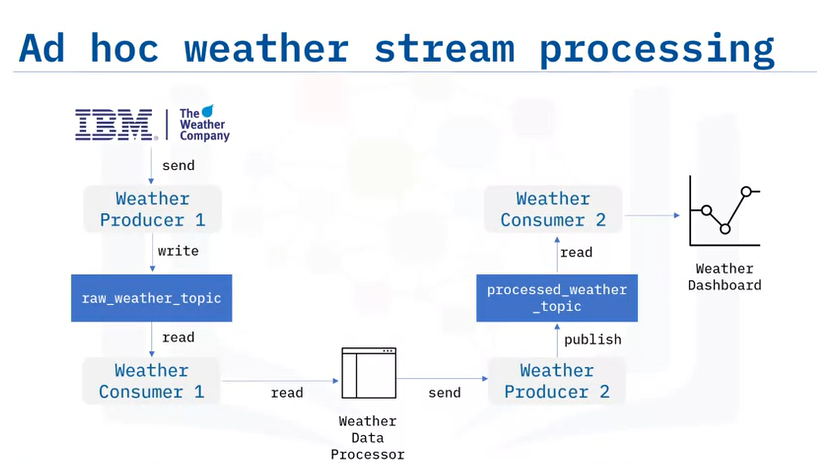 Ad hoc weather stream processing
IBM
The
Weather
Company
send
Weather
Producer 1
write
raw_weather_topic
read
Weather
Consumer 1
read
Weather
Data
Processor
send
Weather
Producer 2
publish
processed_weather
_topic
read
Weather
Consumer 2
Weather
Dashboard